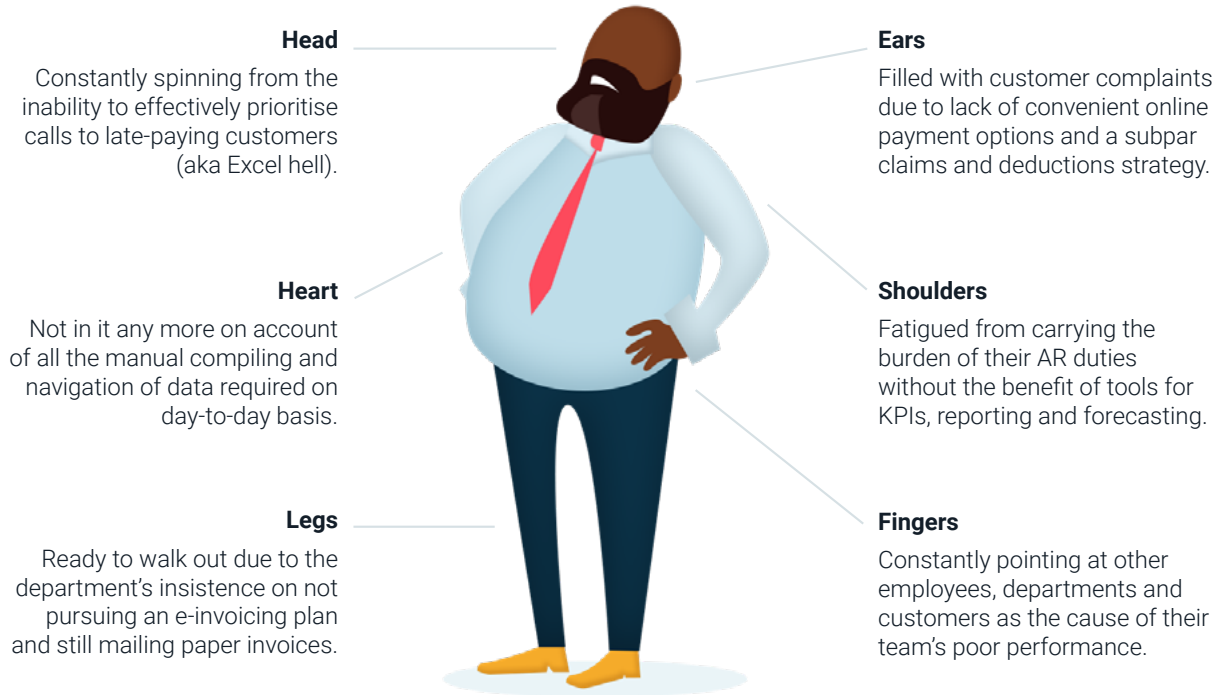 Head
Constantly spinning from the
inability to effectively prioritise
calls to late-paying customers
(aka Excel hell).
Heart
Not in it any more on account
of all the manual compiling and
navigation of data required on
day-to-day basis.
Legs
Ready to walk out due to the
department’s insistence on not
pursuing an e-invoicing plan
and still mailing paper invoices.
Ears
Filled with customer complaints
due to lack of convenient online
payment options and a subpar
claims and deductions strategy.
Shoulders
Fatigued from carrying the
burden of their AR duties
without the benefit of tools for
KPIs, reporting and forecasting.
Fingers
Constantly pointing at other
employees, departments and
customers as the cause of their
team’s poor performance.